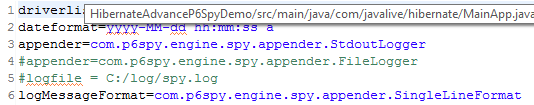 1 driverli
HibernateAdvanceP6SpyDemo/src/main/java/com/javalive/hibernate/MainApp.java
2 dateformat=yyyy-MM-dd hh:mm:ss a
3 appender=com.p6spy.engine.spy.appender.StdoutLogger
4 #appender=com.p6spy.engine.spy.appender.FileLogger
5 #logfile = C:/log/spy.log
6 logMessageFormat=com.p6spy.engine.spy.appender.SingleLineFormat